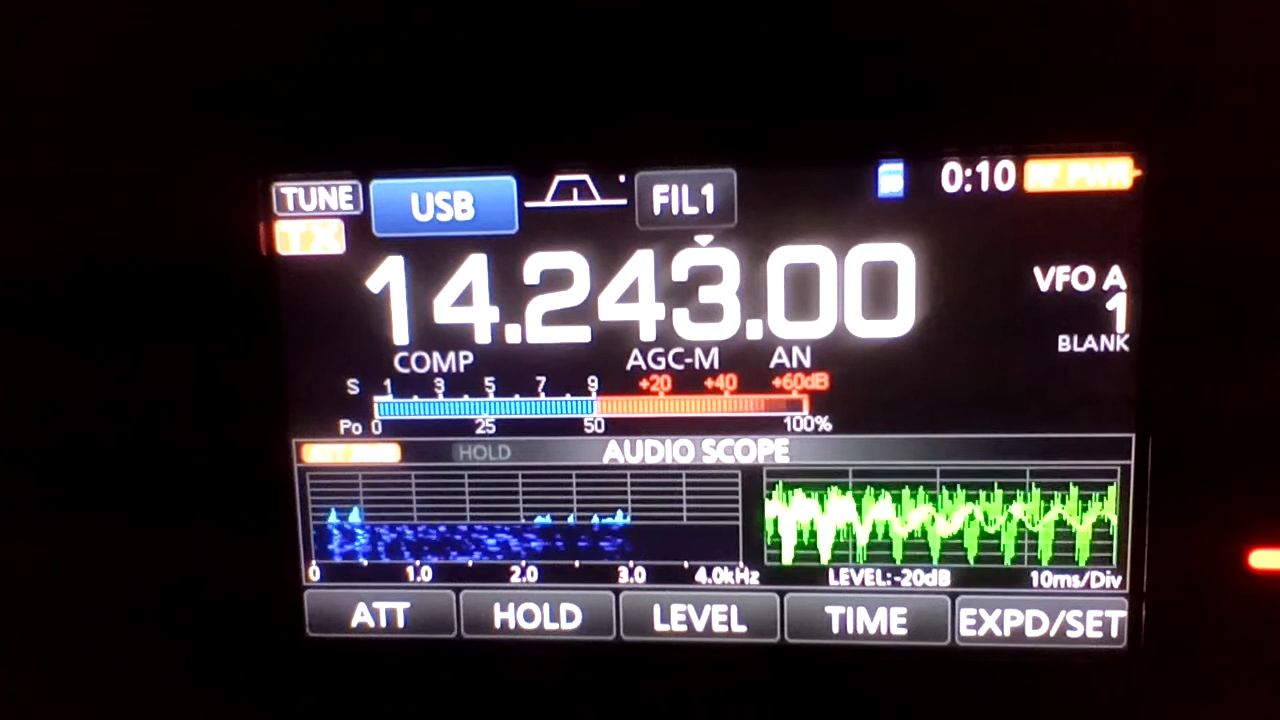 TUNE USB FIL1 0:10 RF PWR
TX
14.243.00
VFO A
1
BLANK
COMP AGC-M AN
S 1 3 5 7 9 +20 +40 +60dB
Po 0 25 50 100%
HOLD AUDIO SCOPE
0 1.0 2.0 3.0 4.0kHz LEVEL:-20dB 10ms/Div
ATT HOLD LEVEL TIME EXPD/SET